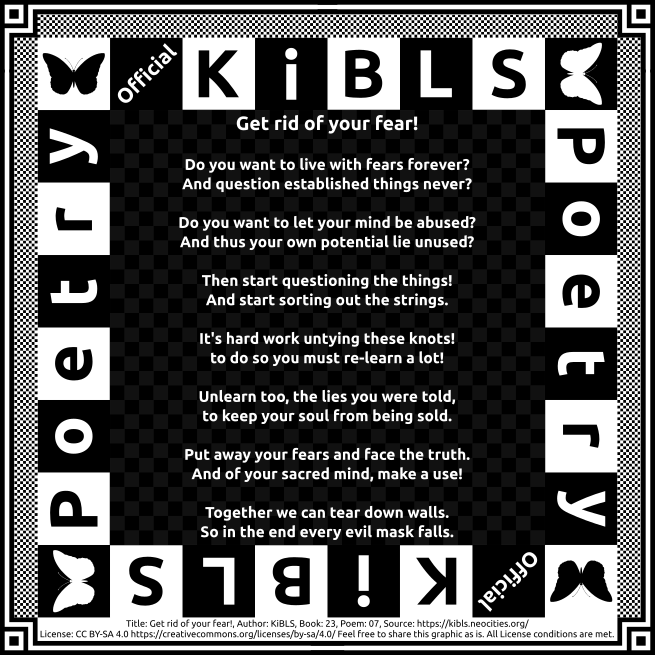 Official KiBLS
Poetry
Get rid of your fear!
Do you want to live with fears forever?
And question established things never?
Do you want to let your mind be abused?
And thus your own potential lie unused?
Then start questioning the things!
And start sorting out the strings.
It's hard work untying these knots!
to do so you must re-learn a lot!
Unlearn too, the lies you were told,
to keep your soul from being sold.
Put away your fears and face the truth.
And of your sacred mind, make a use!
Together we can tear down walls.
So in the end every evil mask falls.
Official KiBLS
Poetry
Title: Get rid of your fear!, Author: KiBLS, Book: 23, Poem: 07, Source: https://kibls.neocities.org/
License: CC BY-SA 4.0 https://creativecommons.org/licenses/by-sa/4.0/ Feel free to share this graphic as is. All License conditions are met.